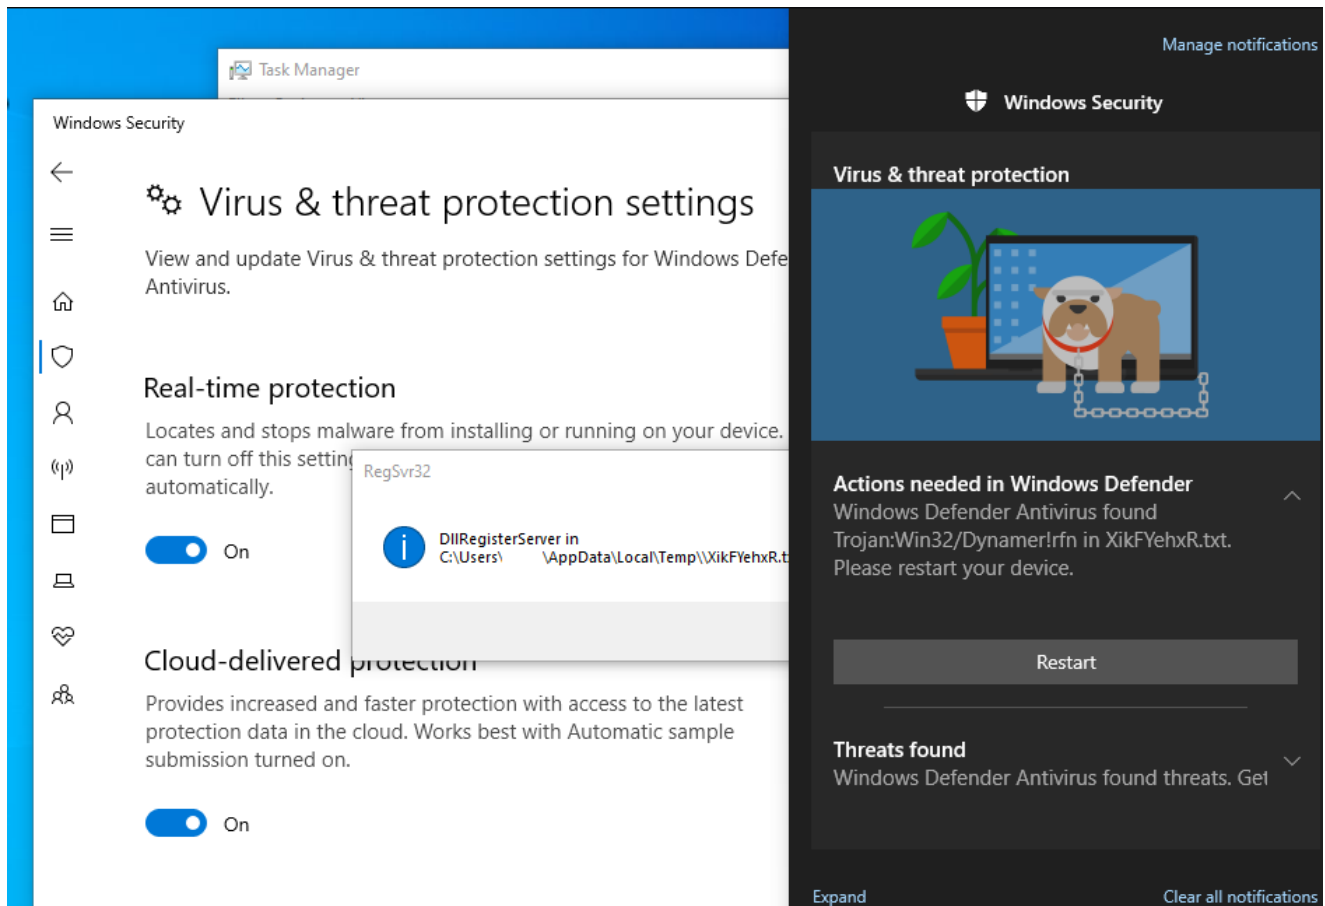 Task Manager
Windows Security
Virus & threat protection settings
View and update Virus & threat protection settings for Windows Defe
Antivirus.
Real-time protection
Locates and stops malware from installing or running on your device.
can turn off this setting
automatically.
On
RegSvr32
DllRegisterServer in
C:\Users\ \AppData\Local\Temp\\XikFYehxR.t
Cloud-delivered protection
Provides increased and faster protection with access to the latest
protection data in the cloud. Works best with Automatic sample
submission turned on.
On
Manage notifications
Windows Security
Virus & threat protection
Actions needed in Windows Defender
Windows Defender Antivirus found
Trojan:Win32/Dynamer!rfn in XikFYehxR.txt.
Please restart your device.
Restart
Threats found
Windows Defender Antivirus found threats. Get
Expand
Clear all notifications